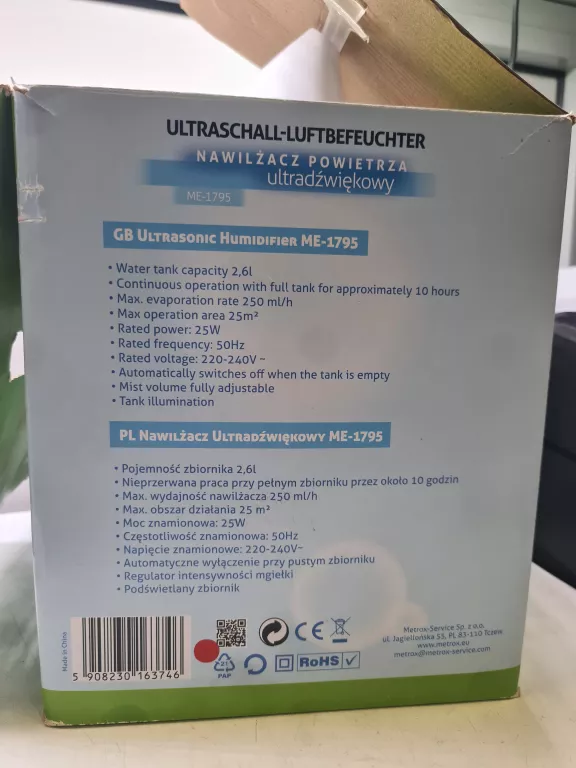 ULTRASCHALL-LUFTBEFEUCHTER
NAWILŻACZ POWIETRZA
ultradźwiękowy
ME-1795
GB ULTRASONIC HUMIDIFIER ME-1795
• Water tank capacity 2,6l
• Continuous operation with full tank for approximately 10 hours
• Max. evaporation rate 250 ml/h
• Max operation area 25m²
• Rated power: 25W
• Rated frequency: 50Hz
• Rated voltage: 220-240V ~
• Automatically switches off when the tank is empty
• Mist volume fully adjustable
• Tank illumination
PL NAWILŻACZ ULTRADŹWIĘKOWY ME-1795
• Pojemność zbiornika 2,6l
• Nieprzerwana praca przy pełnym zbiorniku przez około 10 godzin
• Max. wydajność nawilżacza 250 ml/h
• Max. obszar działania 25 m²
• Moc znamionowa: 25W
• Częstotliwość znamionowa: 50Hz
• Napięcie znamionowe: 220-240V~
• Automatyczne wyłączenie przy pustym zbiorniku
• Regulator intensywności mgiełki
• Podświetlany zbiornik
Made in China
5 908230 163746
21
PAP
CE
RoHS
Metrox-Service Sp. z o.o.
ul. Jagiellońska 55, PL 83-110 Tczew
www.metrox.eu
metrox@metrox-service.com